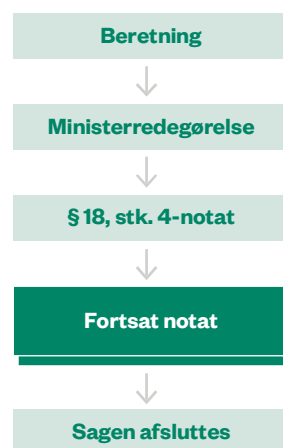 Beretning
Ministerredegørelse
§ 18, stk. 4-notat
Fortsat notat
Sagen afsluttes